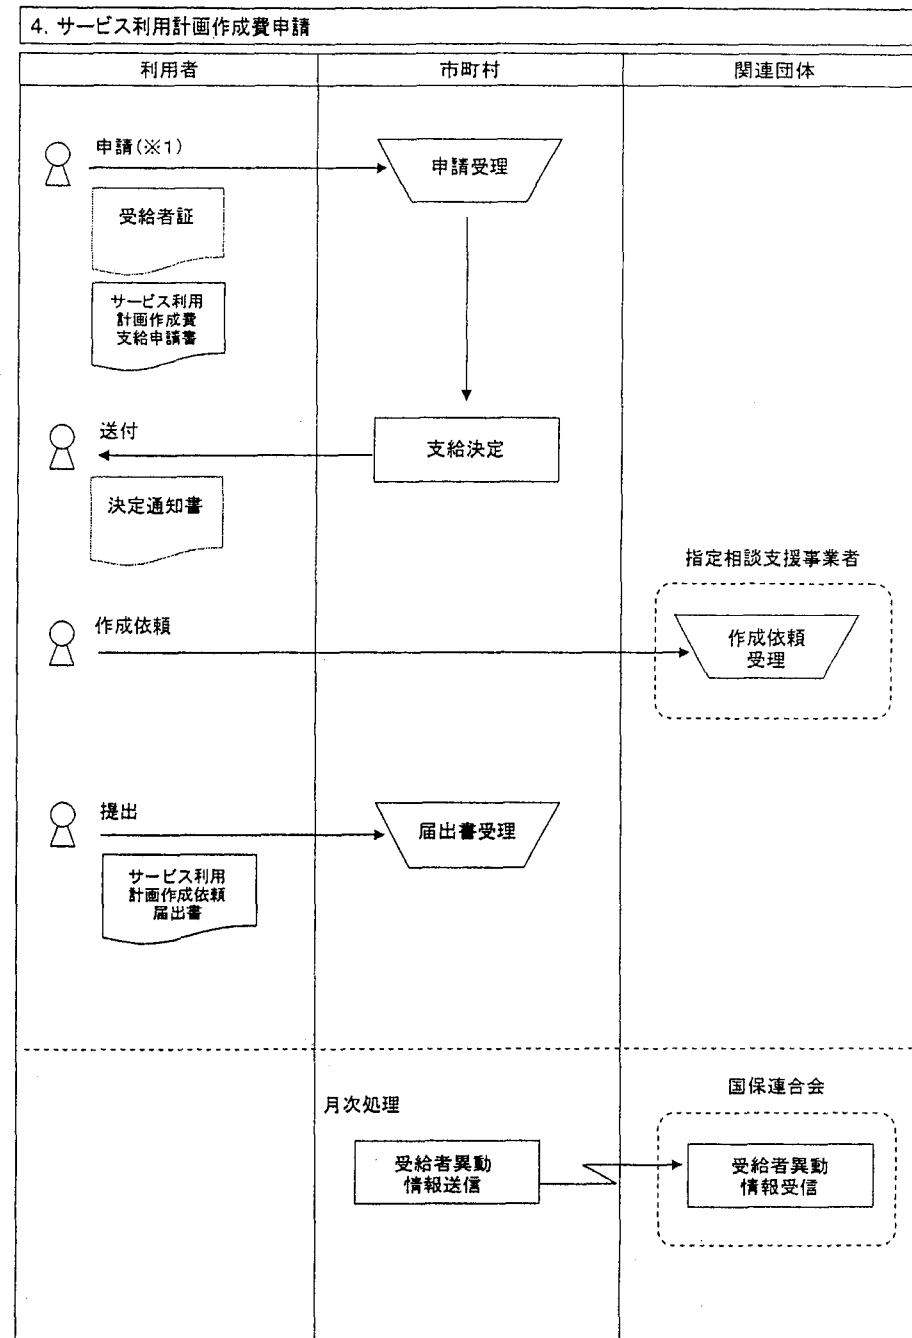 4. サービス利用計画作成費申請
利用者
市町村
関連団体
申請(※1)
申請受理
受給者証
サービス利用
計画作成費
支給申請書
送付
支給決定
決定通知書
指定相談支援事業者
作成依頼
作成依頼
受理
提出
届出書受理
サービス利用
計画作成依頼
届出書
国保連合会
月次処理
受給者異動
情報送信
受給者異動
情報受信